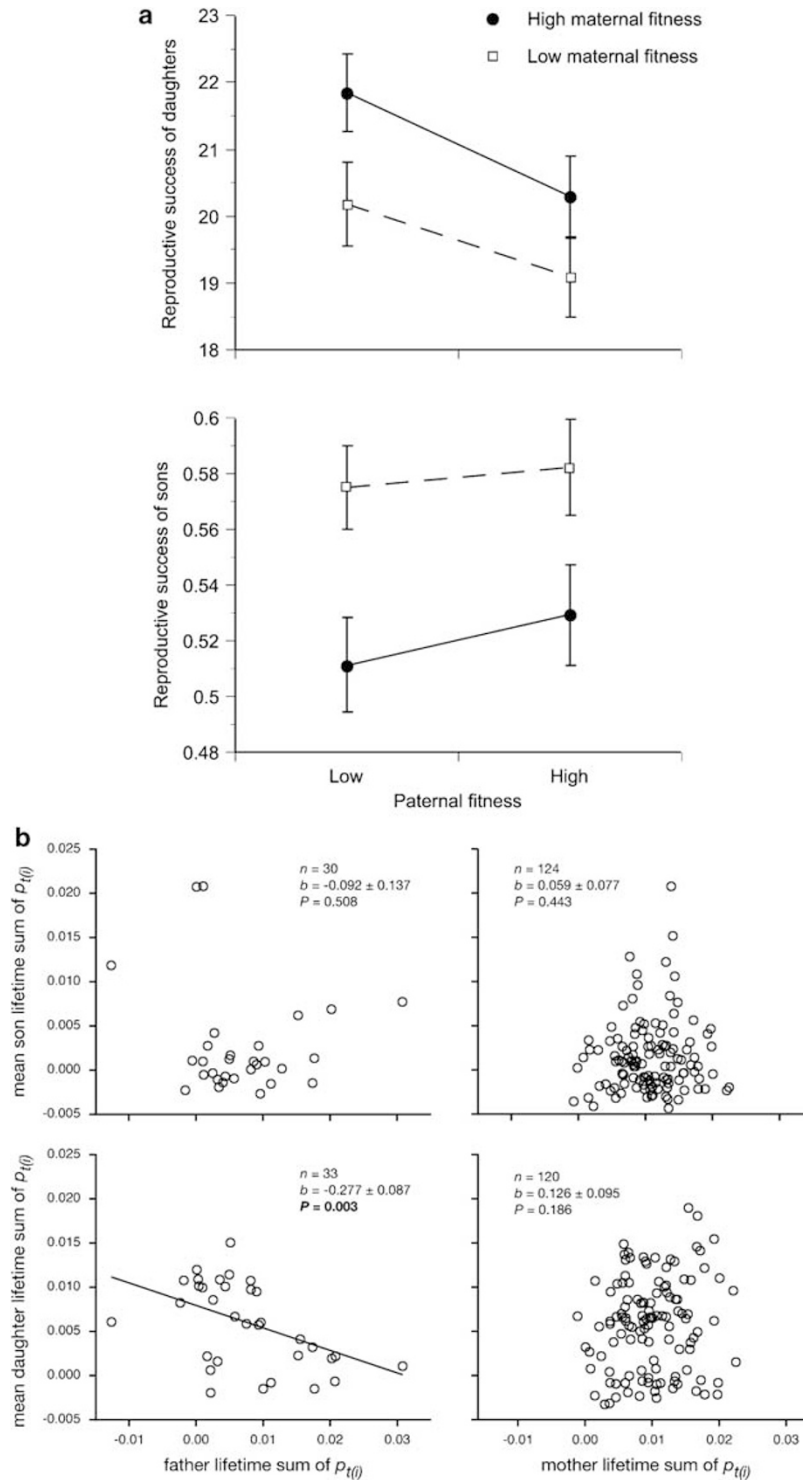 a
High maternal fitness
Low maternal fitness
Reproductive success of daughters
23
22
21
20
19
18
Reproductive success of sons
0.6
0.58
0.56
0.54
0.52
0.5
0.48
Low High
Paternal fitness
b
mean son lifetime sum of pt(i)
0.025
0.020
0.015
0.010
0.005
0.000
-0.005
n = 30
b = -0.092 ± 0.137
P = 0.508
n = 124
b = 0.059 ± 0.077
P = 0.443
mean daughter lifetime sum of pt(i)
0.025
0.020
0.015
0.010
0.005
0.000
-0.005
n = 33
b = -0.277 ± 0.087
P = 0.003
n = 120
b = 0.126 ± 0.095
P = 0.186
-0.01 0.00 0.01 0.02 0.03
father lifetime sum of pt(i)
-0.01 0.00 0.01 0.02 0.03
mother lifetime sum of pt(i)